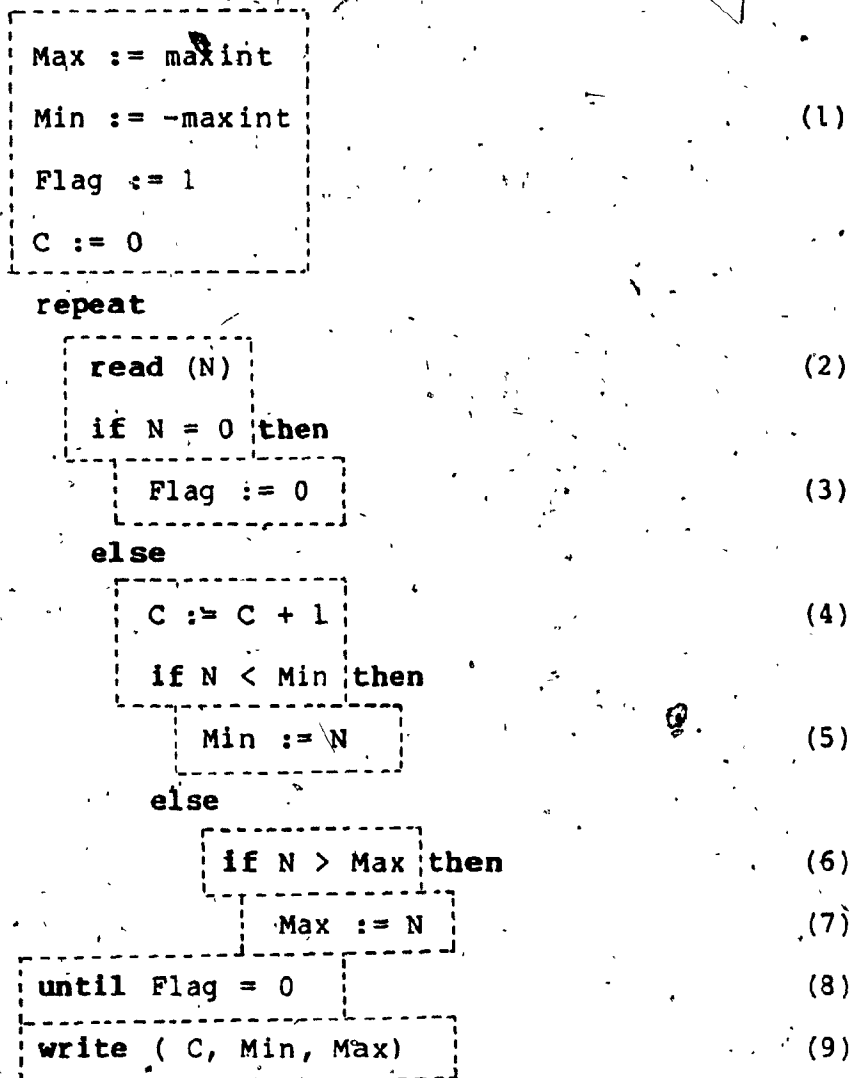 Max := maxint
Min := -maxint (1)
Flag := 1
C := 0
repeat
read (N) (2)
if N = 0 then
Flag := 0 (3)
else
C := C + 1 (4)
if N < Min then
Min := N (5)
else
if N > Max then (6)
Max := N (7)
until Flag = 0 (8)
write ( C, Min, Max) (9)